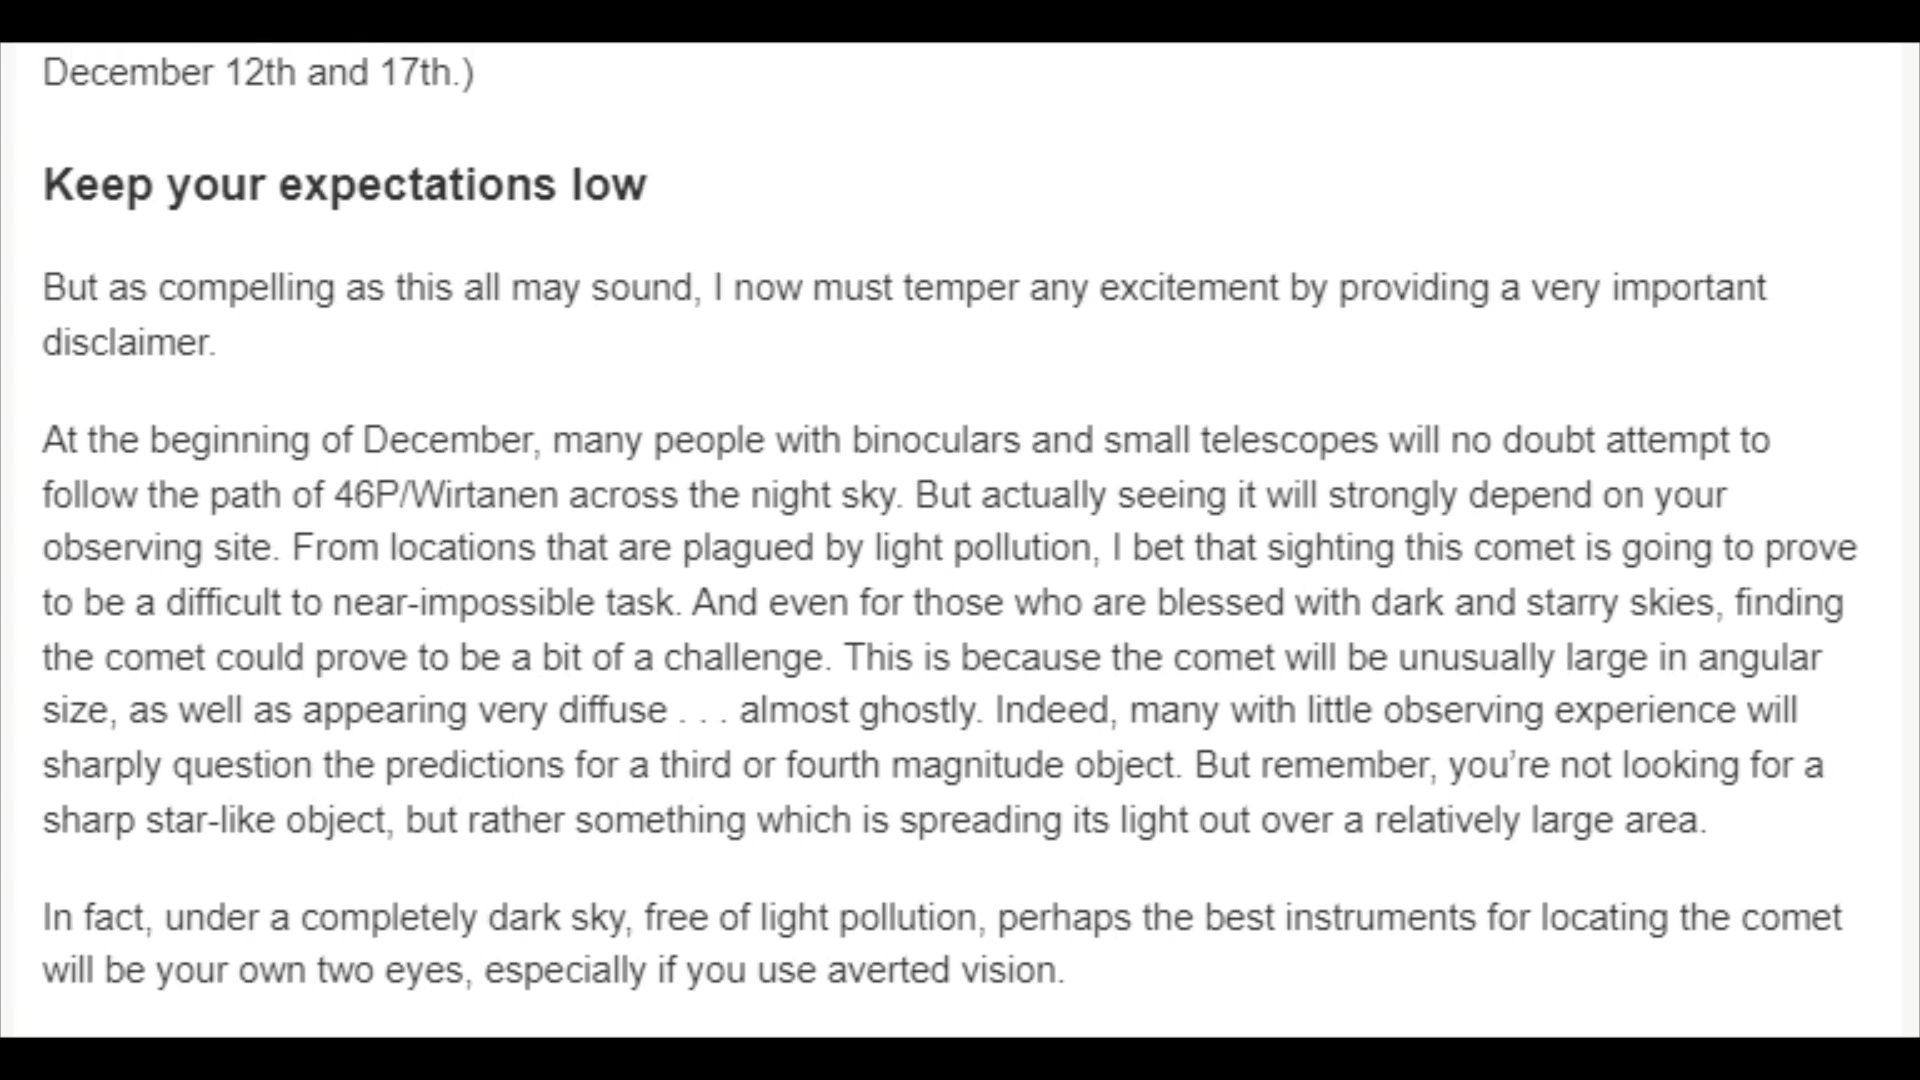 December 12th and 17th.)
Keep your expectations low
But as compelling as this all may sound, I now must temper any excitement by providing a very important
disclaimer.
At the beginning of December, many people with binoculars and small telescopes will no doubt attempt to
follow the path of 46P/Wirtanen across the night sky. But actually seeing it will strongly depend on your
observing site. From locations that are plagued by light pollution, I bet that sighting this comet is going to prove
to be a difficult to near-impossible task. And even for those who are blessed with dark and starry skies, finding
the comet could prove to be a bit of a challenge. This is because the comet will be unusually large in angular
size, as well as appearing very diffuse . . . almost ghostly. Indeed, many with little observing experience will
sharply question the predictions for a third or fourth magnitude object. But remember, you’re not looking for a
sharp star-like object, but rather something which is spreading its light out over a relatively large area.
In fact, under a completely dark sky, free of light pollution, perhaps the best instruments for locating the comet
will be your own two eyes, especially if you use averted vision.